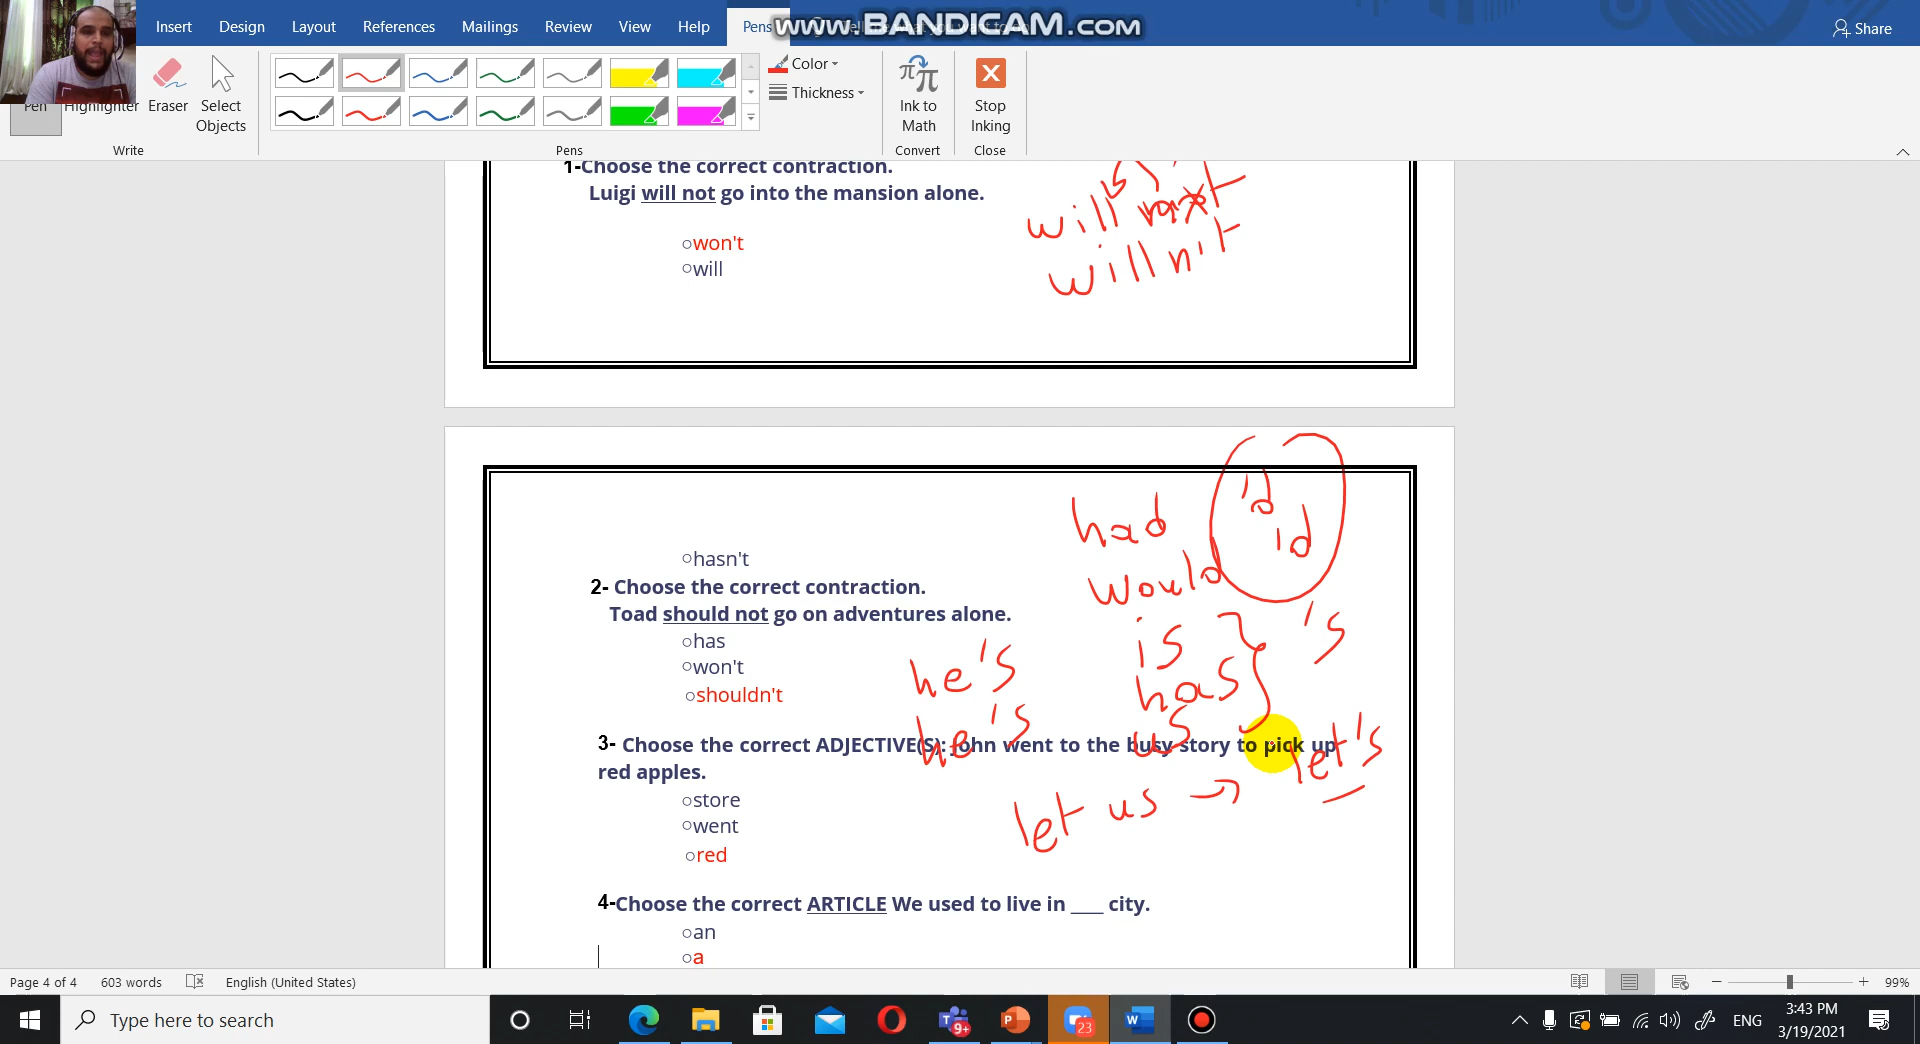 Insert Design Layout References Mailings Review View Help Pens
www.BANDICAM.com
Share
Pen Highlighter Eraser Select Objects
Color
Thickness
Ink to Math
Stop Inking
Write Pens Convert Close
1-Choose the correct contraction.
Luigi will not go into the mansion alone.
won't
will
will not
willn't
hasn't
had 'd
would 'd
2- Choose the correct contraction.
Toad should not go on adventures alone.
has
won't
shouldn't
he's
he's
is 's
has
us
3- Choose the correct ADJECTIVE(S): John went to the busy story to pick up
red apples.
let us → let's
store
went
red
4-Choose the correct ARTICLE We used to live in ____ city.
an
a
Page 4 of 4 603 words English (United States) 99%
Type here to search
9+
23
ENG
3:43 PM
3/19/2021